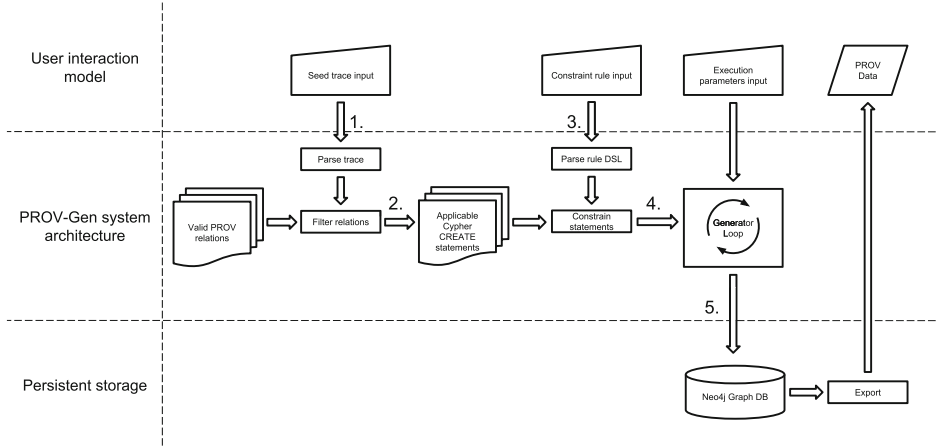 User interaction
model
Seed trace input
Constraint rule input
Execution
parameters input
PROV
Data
1.
3.
Parse trace
Parse rule DSL
PROV-Gen system
architecture
Valid PROV
relations
Filter relations
2.
Applicable
Cypher
CREATE
statements
Constrain
statements
4.
Generator
Loop
5.
Persistent storage
Neo4j Graph DB
Export